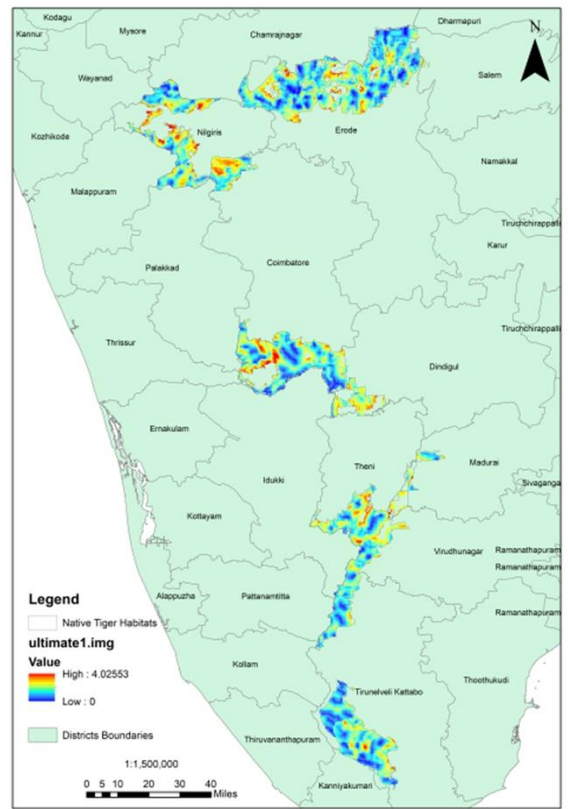 Kodagu
Dharmapuri
Kannur
Mysore
Chamrajnagar
N
Wayanad
Salem
Nilgiris
Erode
Kozhikode
Namakkal
Malappuram
Tiruchchirappalli
Karur
Palakkad
Coimbatore
Tiruchchirappalli
Thrissur
Dindigul
Ernakulam
Theni
Madurai
Idukki
Sivaganga
Kottayam
Virudhunagar
Ramanathapuram
Ramanathapuram
Alappuzha
Pattanamtitta
Ramanathapuram
Legend
Native Tiger Habitats
ultimate1.img
Value
High : 4.02553
Low : 0
Districts Boundaries
Kollam
Tirunelveli Kattabo
Thoothukudi
Thiruvananthapuram
Kanniyakumari
1:1,500,000
0 5 10 20 30 40
Miles